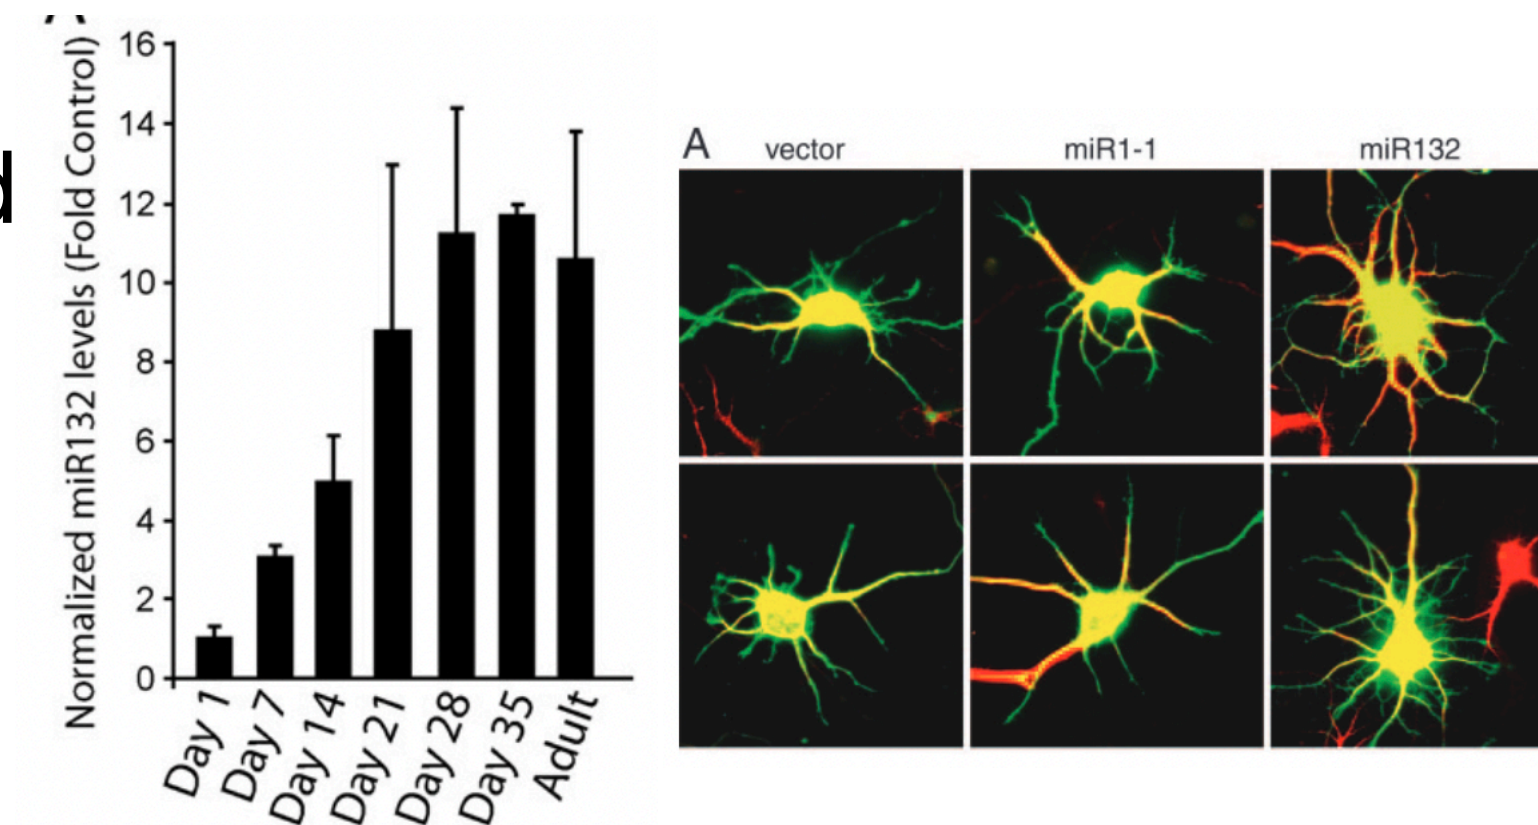 d
A
Normalized miR132 levels (Fold Control)
16
14
12
10
8
6
4
2
0
Day 1
Day 7
Day 14
Day 21
Day 28
Day 35
Adult
A
vector
miR1-1
miR132